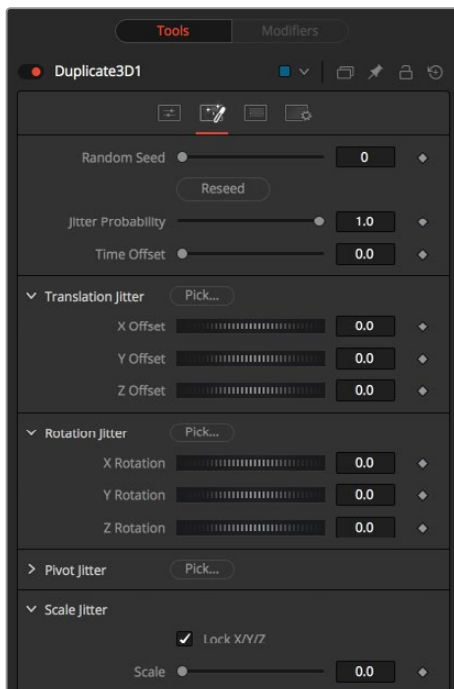 Tools Modifiers
Duplicate3D1
Random Seed 0
Reseed
Jitter Probability 1.0
Time Offset 0.0
Translation Jitter Pick...
X Offset 0.0
Y Offset 0.0
Z Offset 0.0
Rotation Jitter Pick...
X Rotation 0.0
Y Rotation 0.0
Z Rotation 0.0
Pivot Jitter Pick...
Scale Jitter
Lock X/Y/Z
Scale 0.0